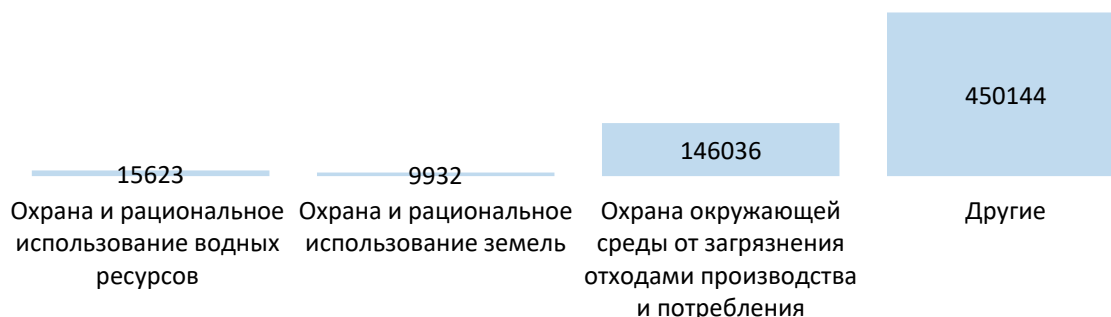 450144
146036
15623
9932
Охрана и рациональное
использование водных
ресурсов
Охрана и рациональное
использование земель
Охрана окружающей
среды от загрязнения
отходами производства
и потребления
Другие